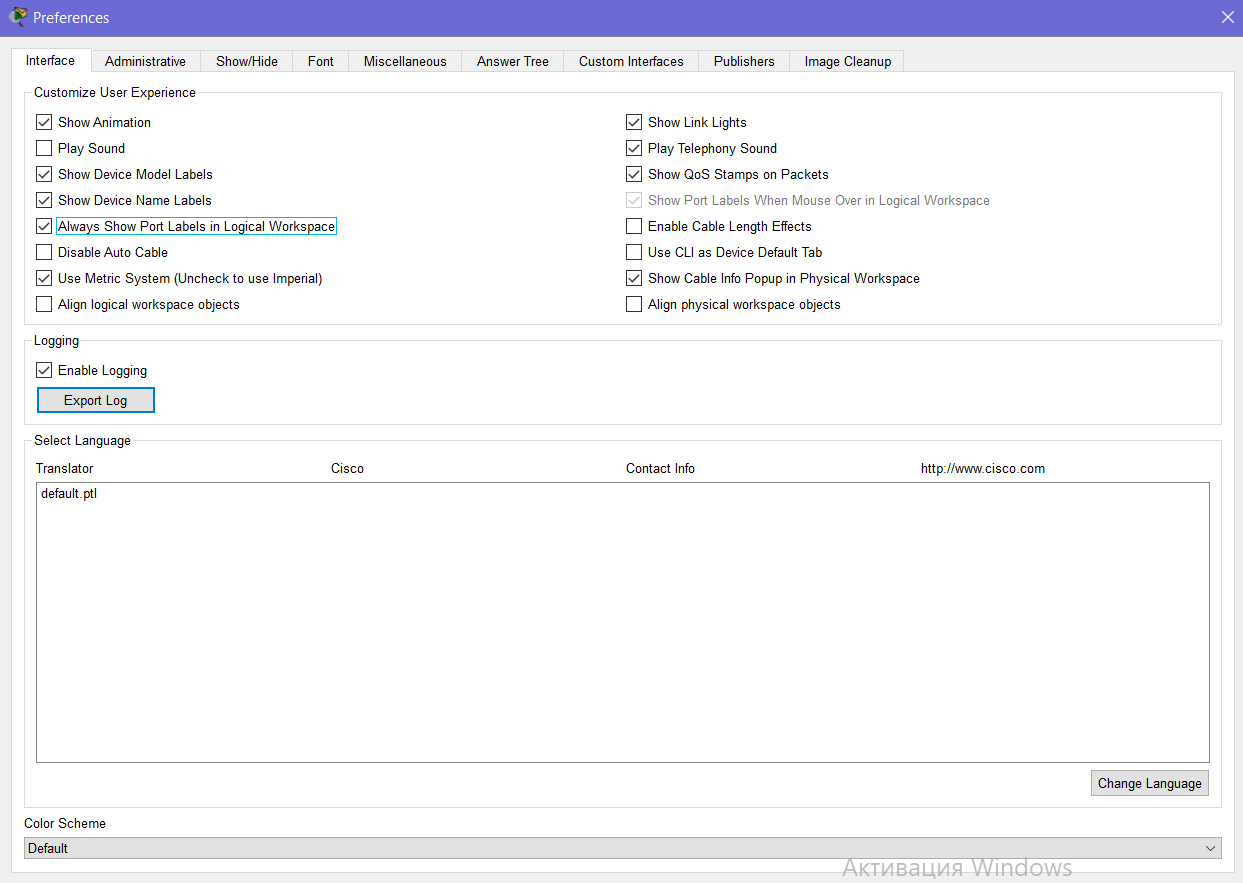 Preferences
Interface Administrative Show/Hide Font Miscellaneous Answer Tree Custom Interfaces Publishers Image Cleanup
Customize User Experience
Show Animation Show Link Lights
Play Sound Play Telephony Sound
Show Device Model Labels Show QoS Stamps on Packets
Show Device Name Labels Show Port Labels When Mouse Over in Logical Workspace
Always Show Port Labels in Logical Workspace Enable Cable Length Effects
Disable Auto Cable Use CLI as Device Default Tab
Use Metric System (Uncheck to use Imperial) Show Cable Info Popup in Physical Workspace
Align logical workspace objects Align physical workspace objects
Logging
Enable Logging
Export Log
Select Language
Translator Cisco Contact Info http://www.cisco.com
default.ptl
Change Language
Color Scheme
Default
Активация Windows